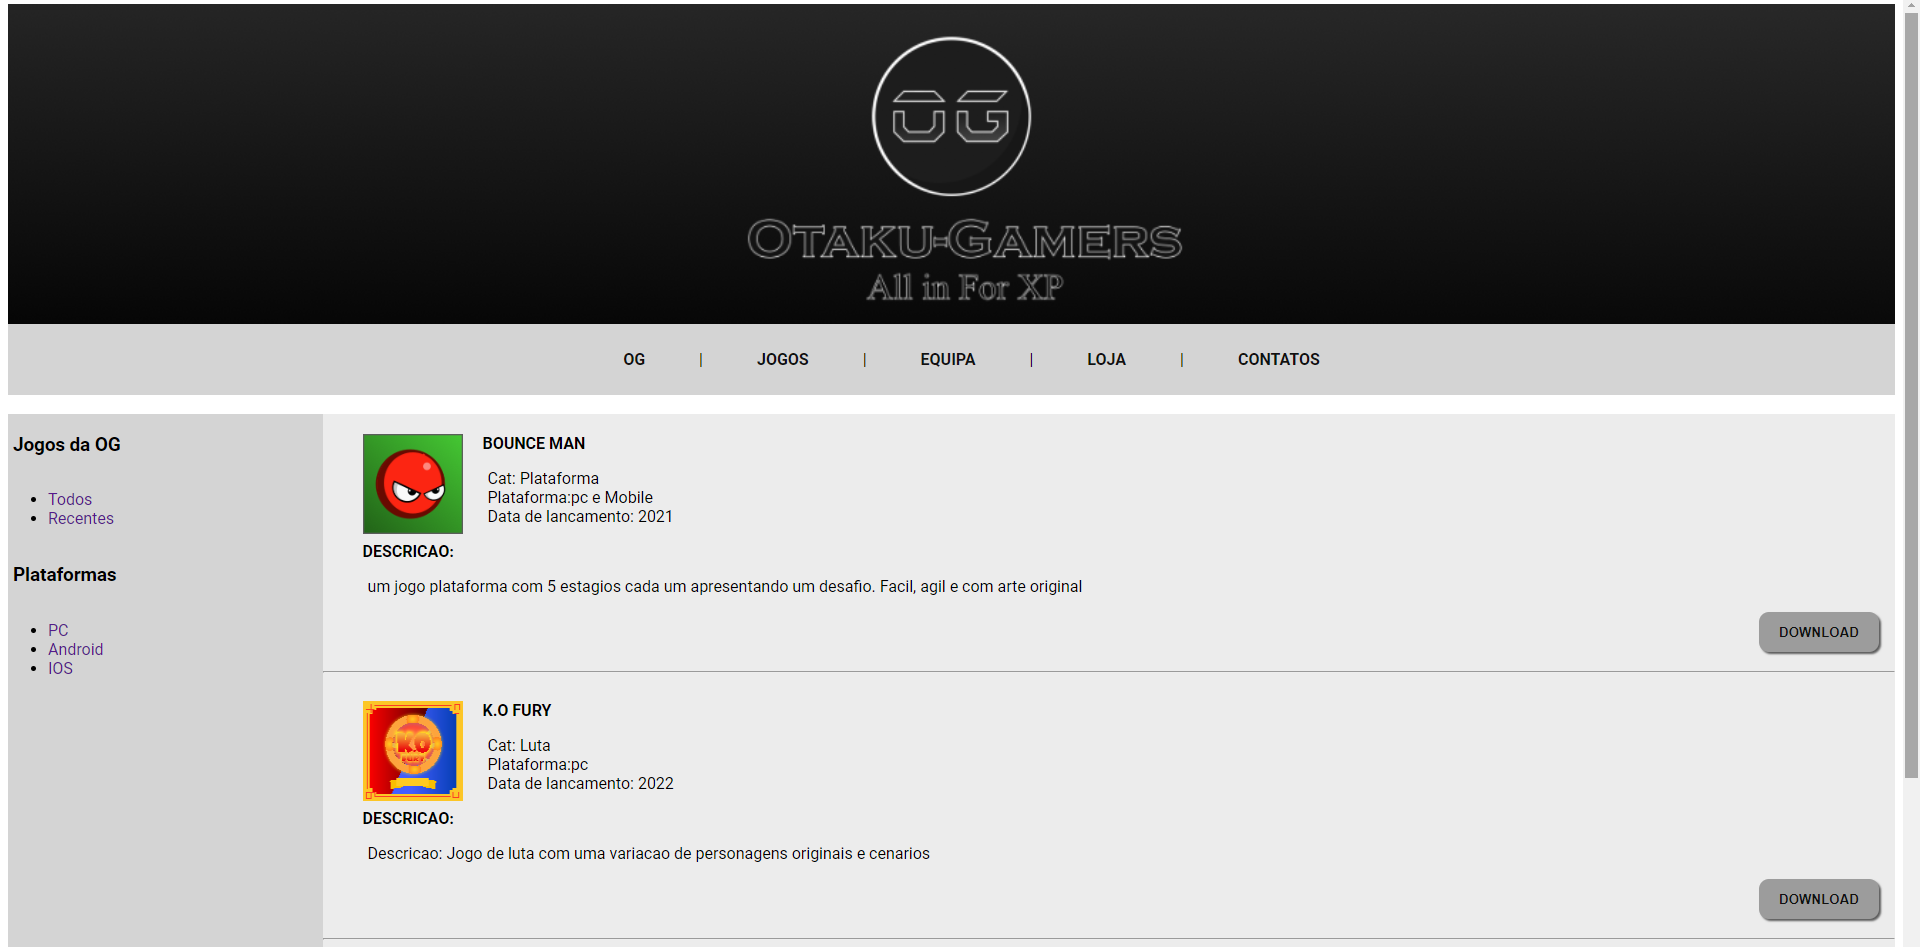 OG
OTAKU-GAMERS
All in For XP
OG | JOGOS | EQUIPA | LOJA | CONTATOS
Jogos da OG
Todos
Recentes
Plataformas
PC
Android
IOS
BOUNCE MAN
Cat: Plataforma
Plataforma:pc e Mobile
Data de lancamento: 2021
DESCRICAO:
um jogo plataforma com 5 estagios cada um apresentando um desafio. Facil, agil e com arte original
DOWNLOAD
K.O
FURY
K.O FURY
Cat: Luta
Plataforma:pc
Data de lancamento: 2022
DESCRICAO:
Descricao: Jogo de luta com uma variacao de personagens originais e cenarios
DOWNLOAD